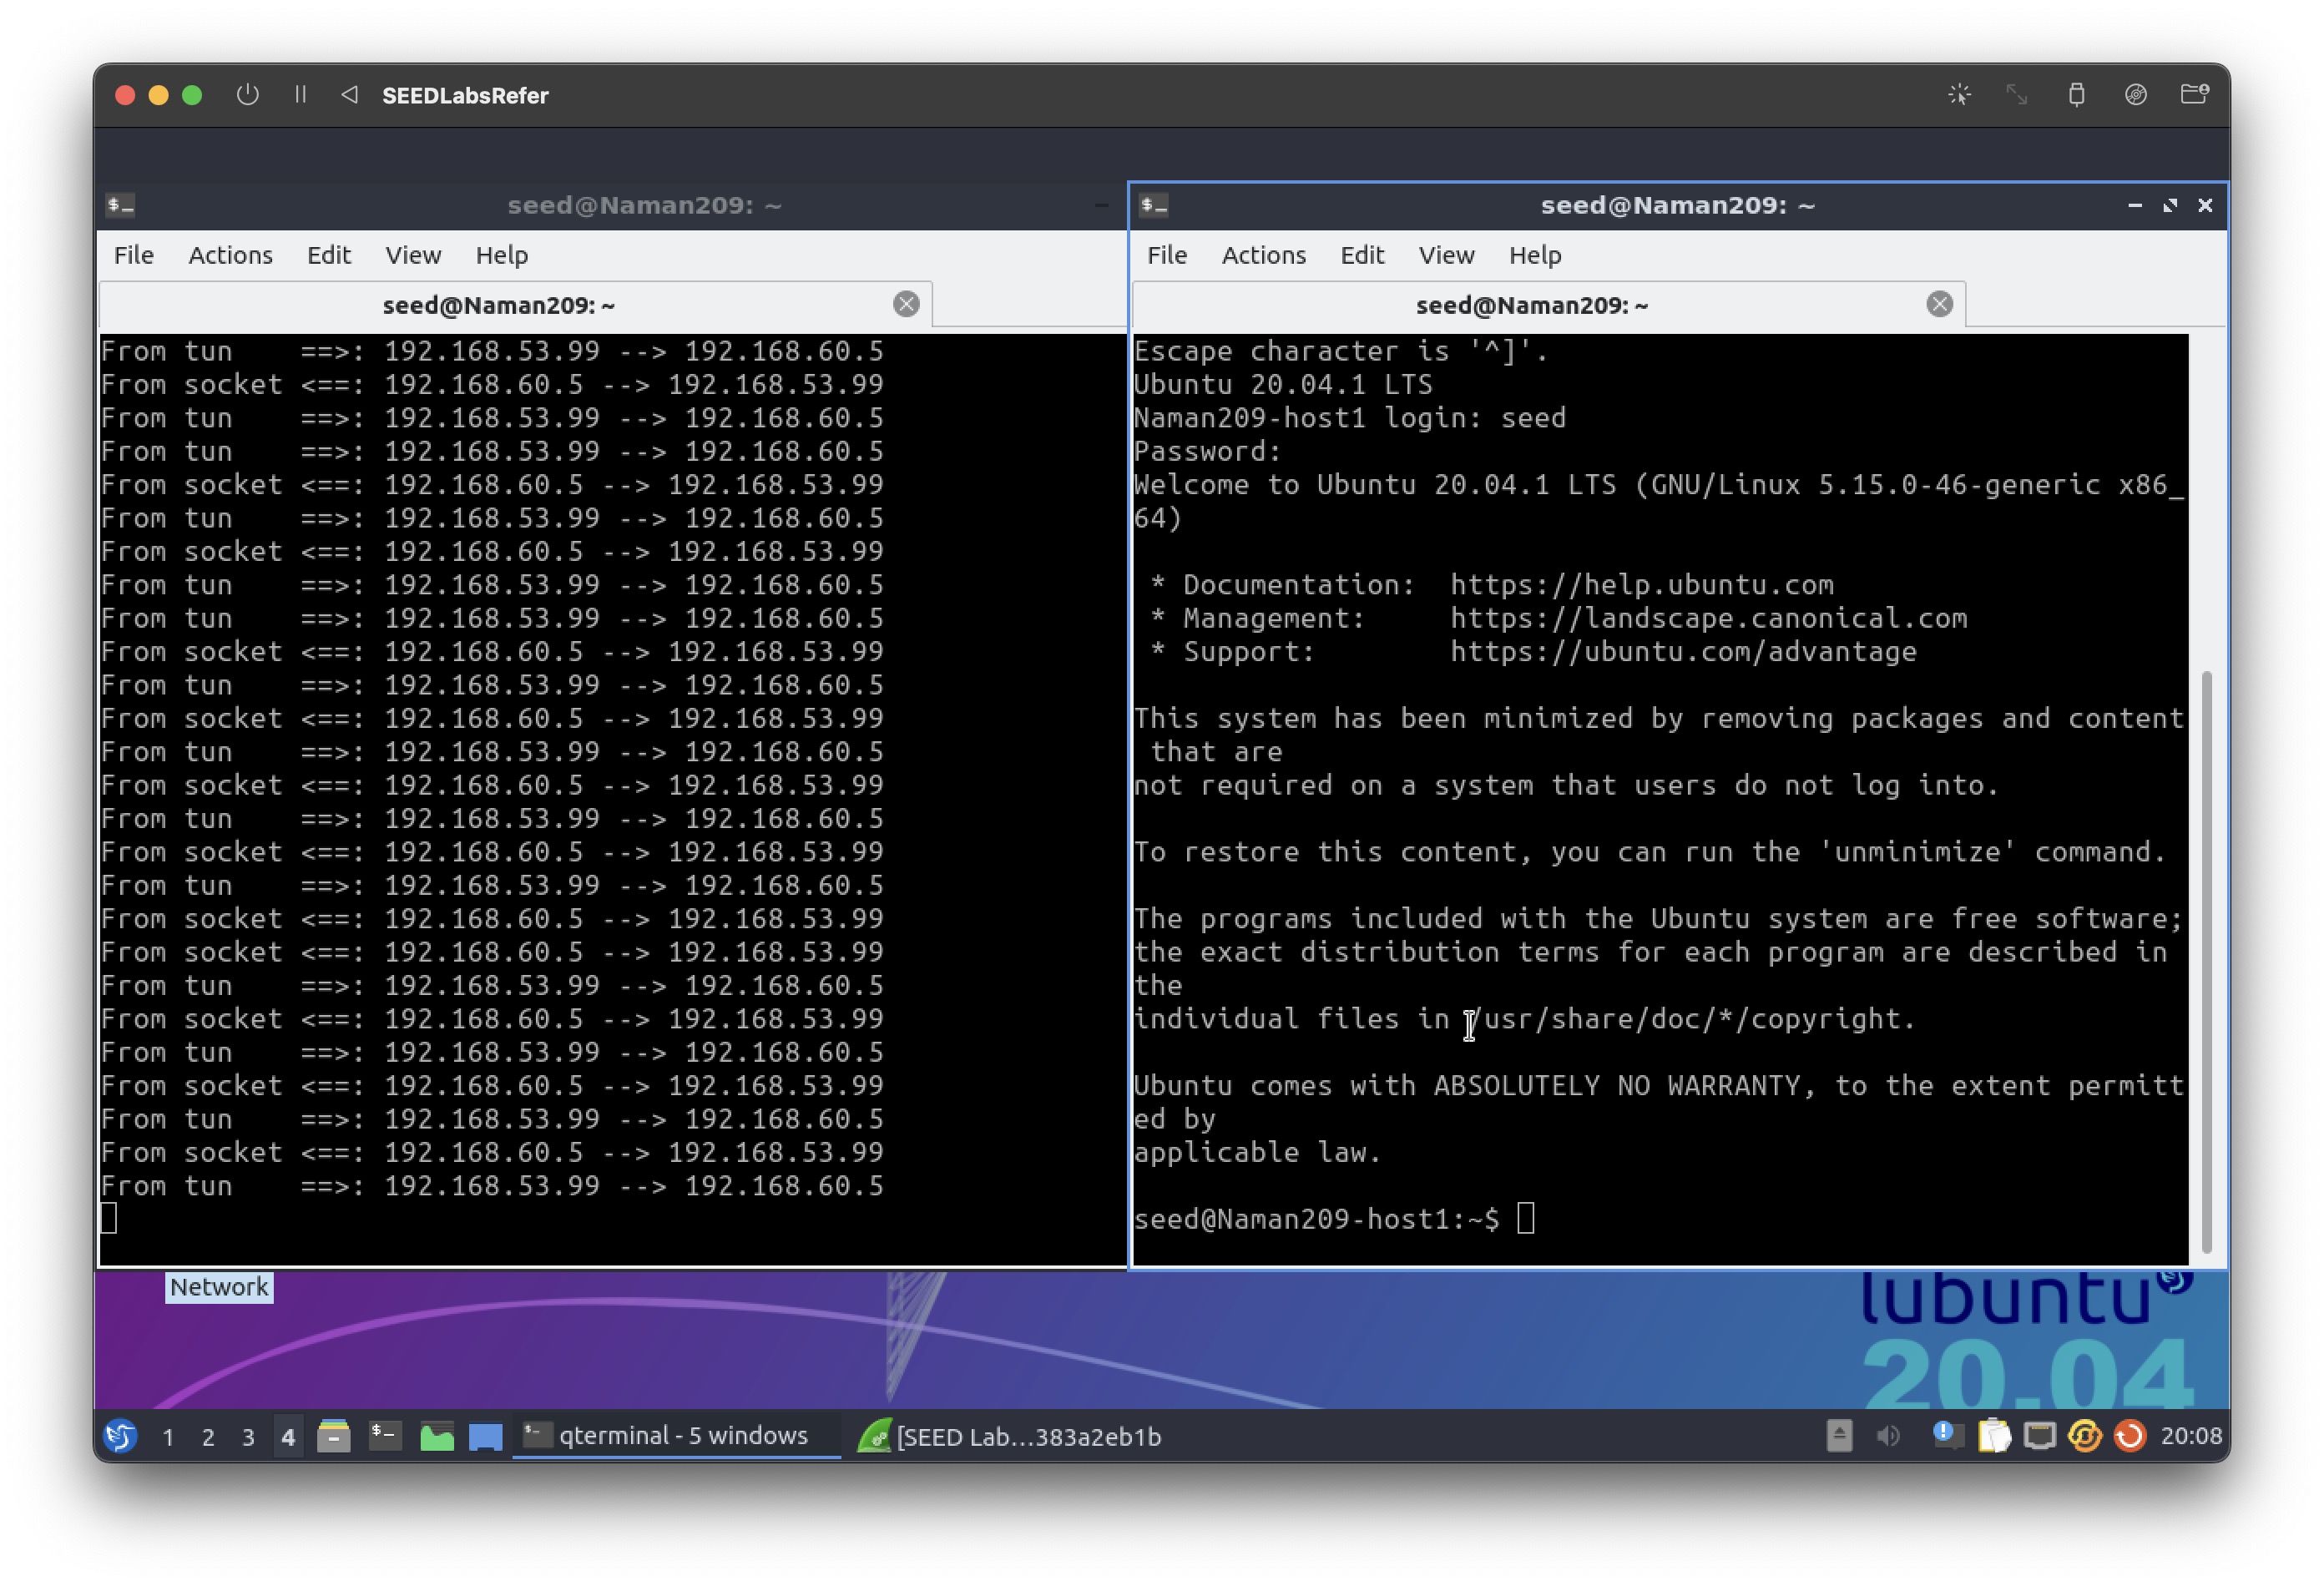 SEEDLabsRefer
seed@Naman209: ~
File Actions Edit View Help
seed@Naman209: ~
From tun    ==>: 192.168.53.99 --> 192.168.60.5
From socket <==: 192.168.60.5 --> 192.168.53.99
From tun    ==>: 192.168.53.99 --> 192.168.60.5
From tun    ==>: 192.168.53.99 --> 192.168.60.5
From socket <==: 192.168.60.5 --> 192.168.53.99
From tun    ==>: 192.168.53.99 --> 192.168.60.5
From socket <==: 192.168.60.5 --> 192.168.53.99
From tun    ==>: 192.168.53.99 --> 192.168.60.5
From tun    ==>: 192.168.53.99 --> 192.168.60.5
From socket <==: 192.168.60.5 --> 192.168.53.99
From tun    ==>: 192.168.53.99 --> 192.168.60.5
From socket <==: 192.168.60.5 --> 192.168.53.99
From tun    ==>: 192.168.53.99 --> 192.168.60.5
From socket <==: 192.168.60.5 --> 192.168.53.99
From tun    ==>: 192.168.53.99 --> 192.168.60.5
From socket <==: 192.168.60.5 --> 192.168.53.99
From tun    ==>: 192.168.53.99 --> 192.168.60.5
From socket <==: 192.168.60.5 --> 192.168.53.99
From socket <==: 192.168.60.5 --> 192.168.53.99
From tun    ==>: 192.168.53.99 --> 192.168.60.5
From socket <==: 192.168.60.5 --> 192.168.53.99
From tun    ==>: 192.168.53.99 --> 192.168.60.5
From socket <==: 192.168.60.5 --> 192.168.53.99
From tun    ==>: 192.168.53.99 --> 192.168.60.5
From socket <==: 192.168.60.5 --> 192.168.53.99
From tun    ==>: 192.168.53.99 --> 192.168.60.5
seed@Naman209: ~
File Actions Edit View Help
seed@Naman209: ~
Escape character is '^]'.
Ubuntu 20.04.1 LTS
Naman209-host1 login: seed
Password:
Welcome to Ubuntu 20.04.1 LTS (GNU/Linux 5.15.0-46-generic x86_
64)
 * Documentation:  https://help.ubuntu.com
 * Management:     https://landscape.canonical.com
 * Support:        https://ubuntu.com/advantage
This system has been minimized by removing packages and content
 that are
not required on a system that users do not log into.
To restore this content, you can run the 'unminimize' command.
The programs included with the Ubuntu system are free software;
the exact distribution terms for each program are described in
the
individual files in /usr/share/doc/*/copyright.
Ubuntu comes with ABSOLUTELY NO WARRANTY, to the extent permitt
ed by
applicable law.
seed@Naman209-host1:~$
Network
lubuntu
20.04
1 2 3 4
qterminal - 5 windows
[SEED Lab...383a2eb1b
20:08